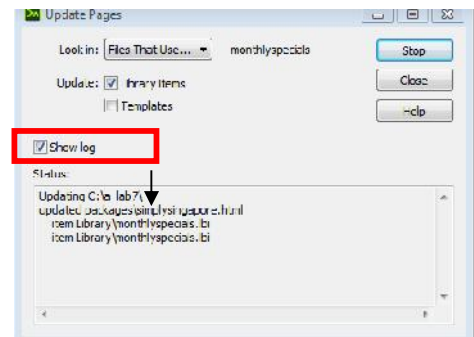 Update Pages
Look in: Files That Use... monthlyspecials
Stop
Update: Library Items
Close
Templates
Help
Show log
Status:
Updating C:\a_lab7\
updated packages\simplysingapore.html
item Library\monthlyspecials.lbi
item Library\monthlyspecials.lbi